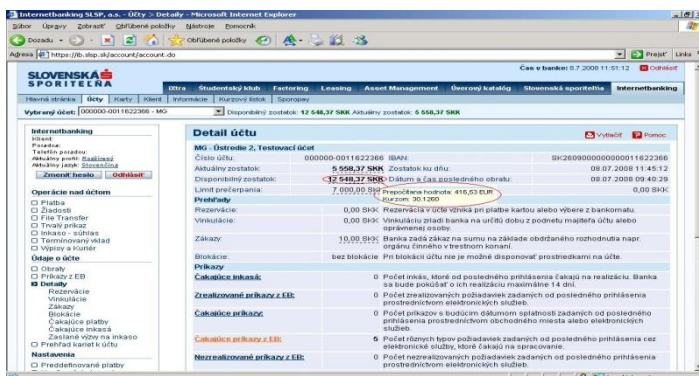 Internetbanking SLSP, a.s. - Účty > Detaily - Microsoft Internet Explorer
Súbor Úpravy Zobraziť Obľúbené položky Nástroje Pomocník
Dozadu Obľúbené položky
Adresa https://ib.slsp.sk/account/account.do Prejsť Links
Čas v banke: 8.7.2008 11:51:12 Odhlásiť
SLOVENSKÁ
SPORITEĽŇA
Extra Študentský klub Factoring Leasing Asset Management Úverový katalóg Slovenská sporiteľňa Internetbanking
Hlavná stránka Účty Karty Klient Informácie Kurzový lístok Sporopay
Vybraný účet: 000000-0011622366 - MG Disponibilný zostatok: 12 548,37 SKK Aktuálny zostatok: 5 558,37 SKK
Internetbanking
Klient:
Poradca:
Telefón poradcu:
Aktuálny profil: Rozšírený
Aktuálny jazyk: Slovenčina
Zmeniť heslo Odhlásiť
Operácie nad účtom
Platba
Žiadosti
File Transfer
Trvalý príkaz
Inkaso - súhlas
Termínovaný vklad
Výpisy a Kuriér
Údaje o účte
Obraty
Príkazy z EB
Detaily
Rezervácie
Vinkulácie
Zákazy
Blokácie
Čakajúce platby
Čakajúce inkasá
Zaslané výzvy na inkaso
Prehľad kariet k účtu
Nastavenia
Preddefinované platby
Detail účtu
Vytlačiť Pomoc
MG - Ústredie 2, Testovací účet
Číslo účtu: 000000-0011622366 IBAN:
Aktuálny zostatok: 5 558,37 SKK Zostatok ku dňu: 08.07.2008 11:45:12
Disponibilný zostatok: 12 548,37 SKK Dátum a čas posledného obratu: 08.07.2008 09:40:29
Limit prečerpania: 7 000,00 SKK 0,00 SKK
Prepočítaná hodnota: 416,53 EUR
Kurzom: 30.1260
Prehľady
Rezervácie: 0,00 SKK Rezervácia v účte vzniká pri platbe kartou alebo výbere z bankomatu.
Vinkulácie: 0,00 SKK Vinkuláciu zriadi banka na určitú dobu z podnetu majiteľa účtu alebo
oprávnenej osoby.
Zákazy: 10,00 SKK Banka zadá zákaz na sumu na základe obdržaného rozhodnutia napr.
orgánu činného v trestnom konaní.
Blokácie: bez blokácie Pri blokácii účtu nie je možné disponovať prostriedkami na účte.
Príkazy
Čakajúce inkasá: 0 Počet inkás, ktoré od posledného prihlásenia čakajú na realizáciu. Banka
sa bude pokúšať o ich realizáciu maximálne 14 dní.
Zrealizované príkazy z EB: 0 Počet zrealizovaných požiadaviek zadaných od posledného prihlásenia
prostredníctvom elektronických služieb.
Čakajúce príkazy: 0 Počet príkazov s budúcim dátumom splatnosti zadaných od posledného
prihlásenia prostredníctvom obchodného miesta alebo elektronických
služieb.
Čakajúce príkazy z EB: 5 Počet rôznych typov požiadaviek zadaných od posledného prihlásenia cez
elektronické služby, ktoré čakajú na spracovanie.
Nezrealizované príkazy z EB: 0 Počet nezrealizovaných požiadaviek zadaných od posledného prihlásenia
prostredníctvom elektronických služieb.